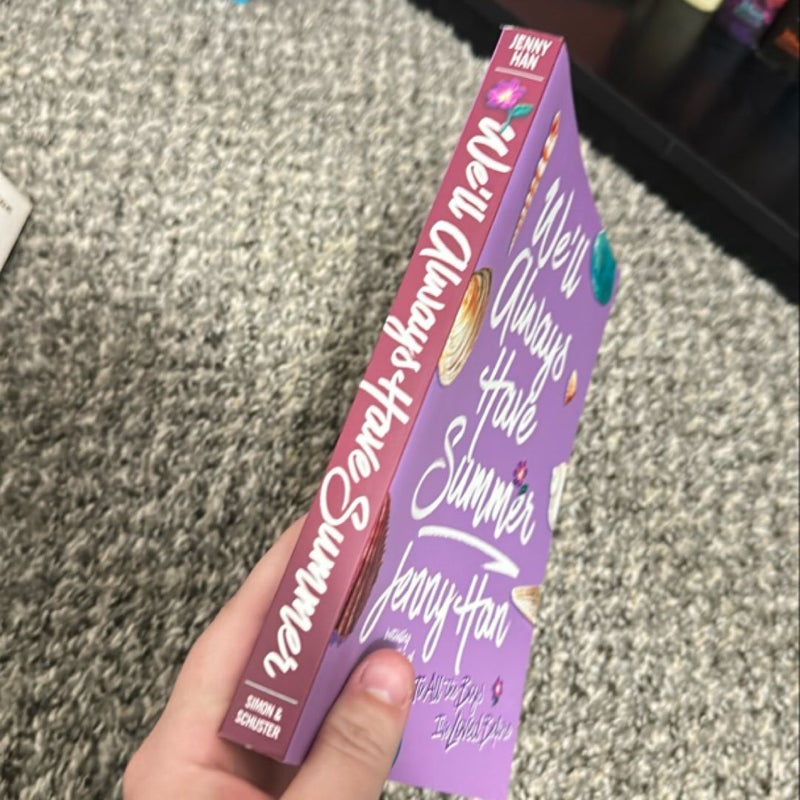 JENNY
HAN
We'll Always Have Summer
SIMON &
SCHUSTER
We'll
Always
Have
Summer
Jenny Han
To All the Boys
I've Loved Before